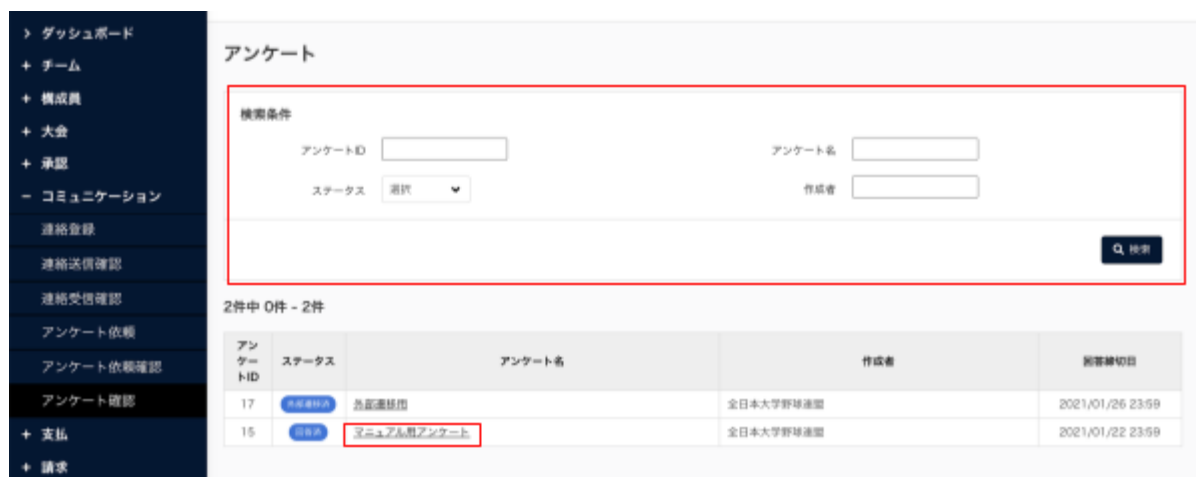 > ダッシュボード
+ チーム
+ 構成員
+ 大会
+ 承認
− コミュニケーション
連絡登録
連絡送信確認
連絡受信確認
アンケート依頼
アンケート依頼確認
アンケート確認
+ 支払
+ 請求
アンケート
検索条件
アンケートID
アンケート名
ステータス 選択
作成者
検索
2件中 0件 - 2件
アンケートID ステータス アンケート名 作成者 回答締切日
17 外部遷移済 外部遷移用 全日本大学野球連盟 2021/01/26 23:59
15 回答済 マニュアル用アンケート 全日本大学野球連盟 2021/01/22 23:59